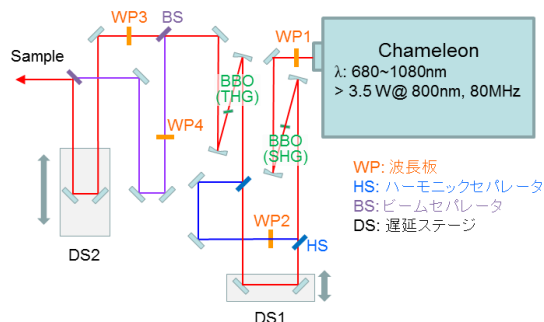 WP3
BS
WP1
Sample
Chameleon
λ: 680~1080nm
> 3.5 W@ 800nm, 80MHz
BBO
(THG)
BBO
(SHG)
WP4
WP: 波長板
HS: ハーモニックセパレータ
BS: ビームセパレータ
DS: 遅延ステージ
WP2
HS
DS2
DS1